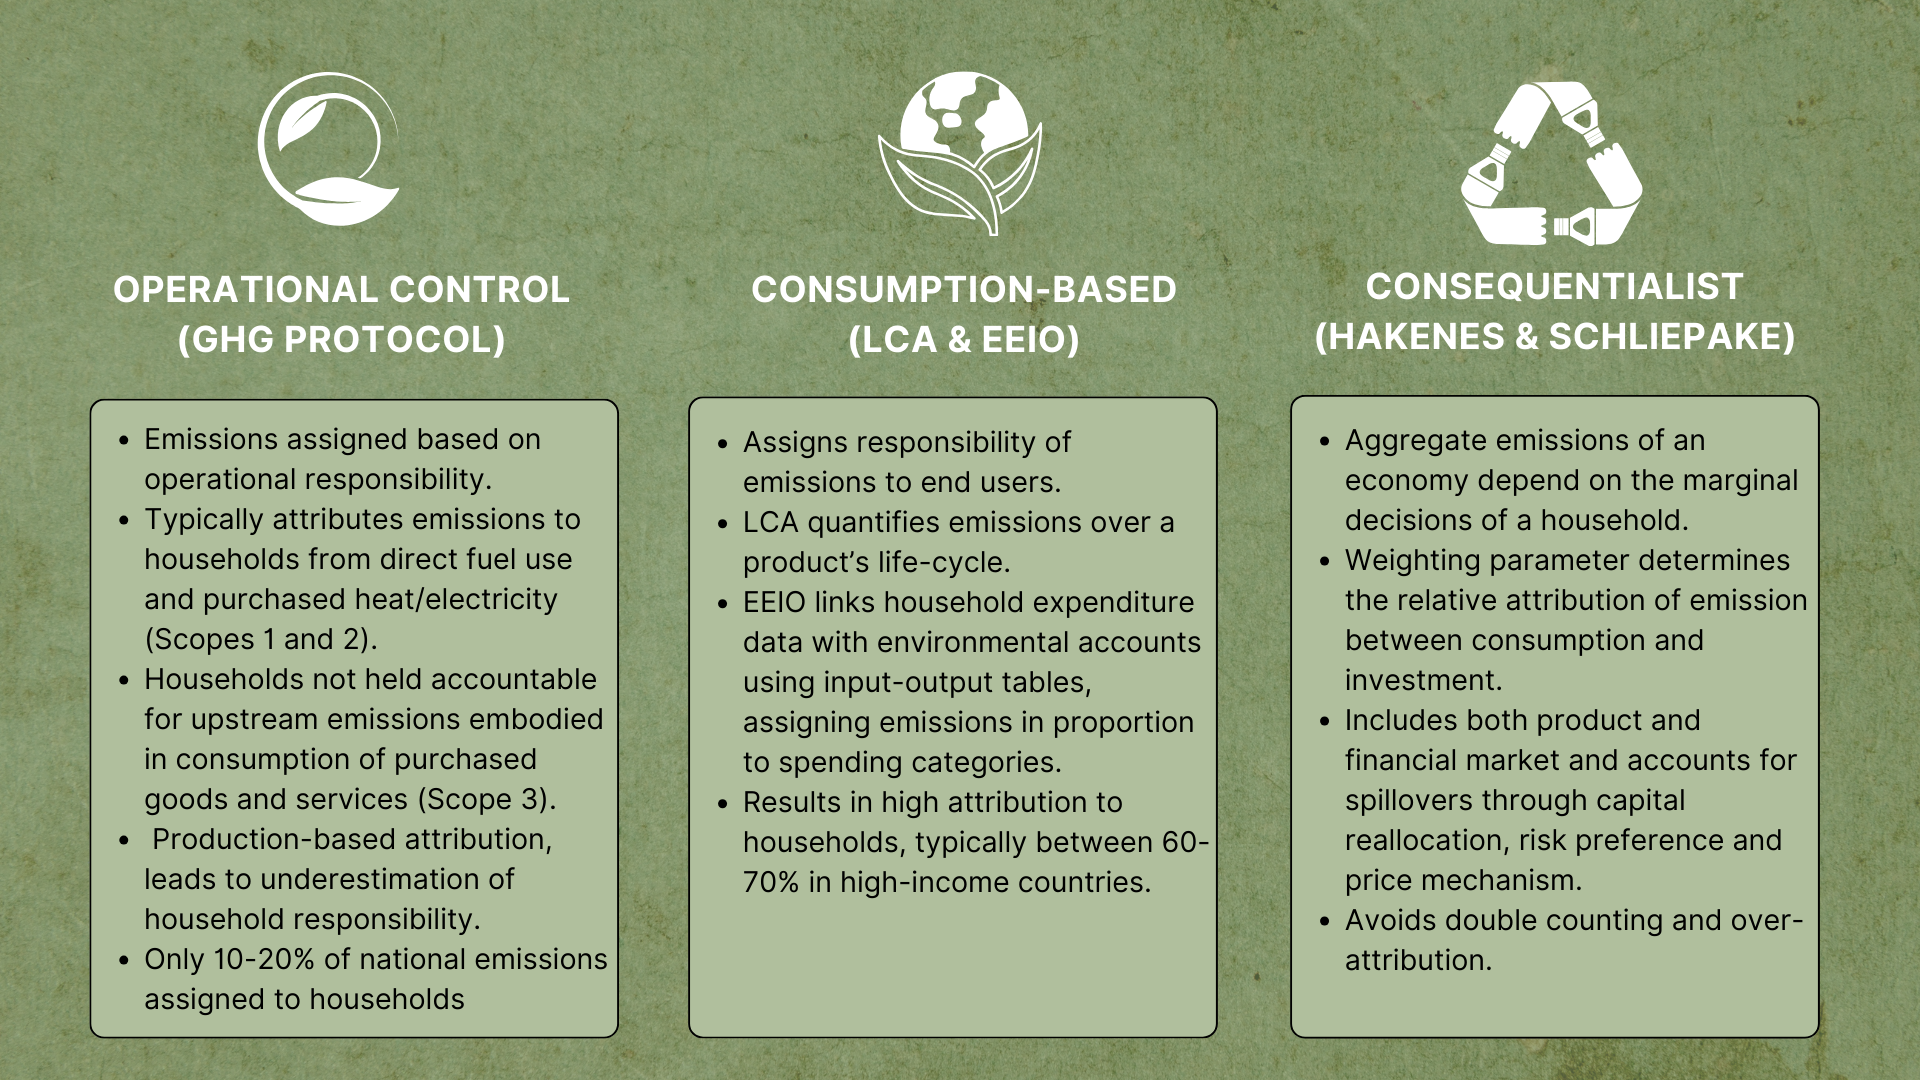 OPERATIONAL CONTROL
(GHG PROTOCOL)
• Emissions assigned based on
operational responsibility.
• Typically attributes emissions to
households from direct fuel use
and purchased heat/electricity
(Scopes 1 and 2).
• Households not held accountable
for upstream emissions embodied
in consumption of purchased
goods and services (Scope 3).
• Production-based attribution,
leads to underestimation of
household responsibility.
• Only 10-20% of national emissions
assigned to households
CONSUMPTION-BASED
(LCA & EEIO)
• Assigns responsibility of
emissions to end users.
• LCA quantifies emissions over a
product’s life-cycle.
• EEIO links household expenditure
data with environmental accounts
using input-output tables,
assigning emissions in proportion
to spending categories.
• Results in high attribution to
households, typically between 60-
70% in high-income countries.
CONSEQUENTIALIST
(HAKENES & SCHLIEPAKE)
• Aggregate emissions of an
economy depend on the marginal
decisions of a household.
• Weighting parameter determines
the relative attribution of emission
between consumption and
investment.
• Includes both product and
financial market and accounts for
spillovers through capital
reallocation, risk preference and
price mechanism.
• Avoids double counting and over-
attribution.